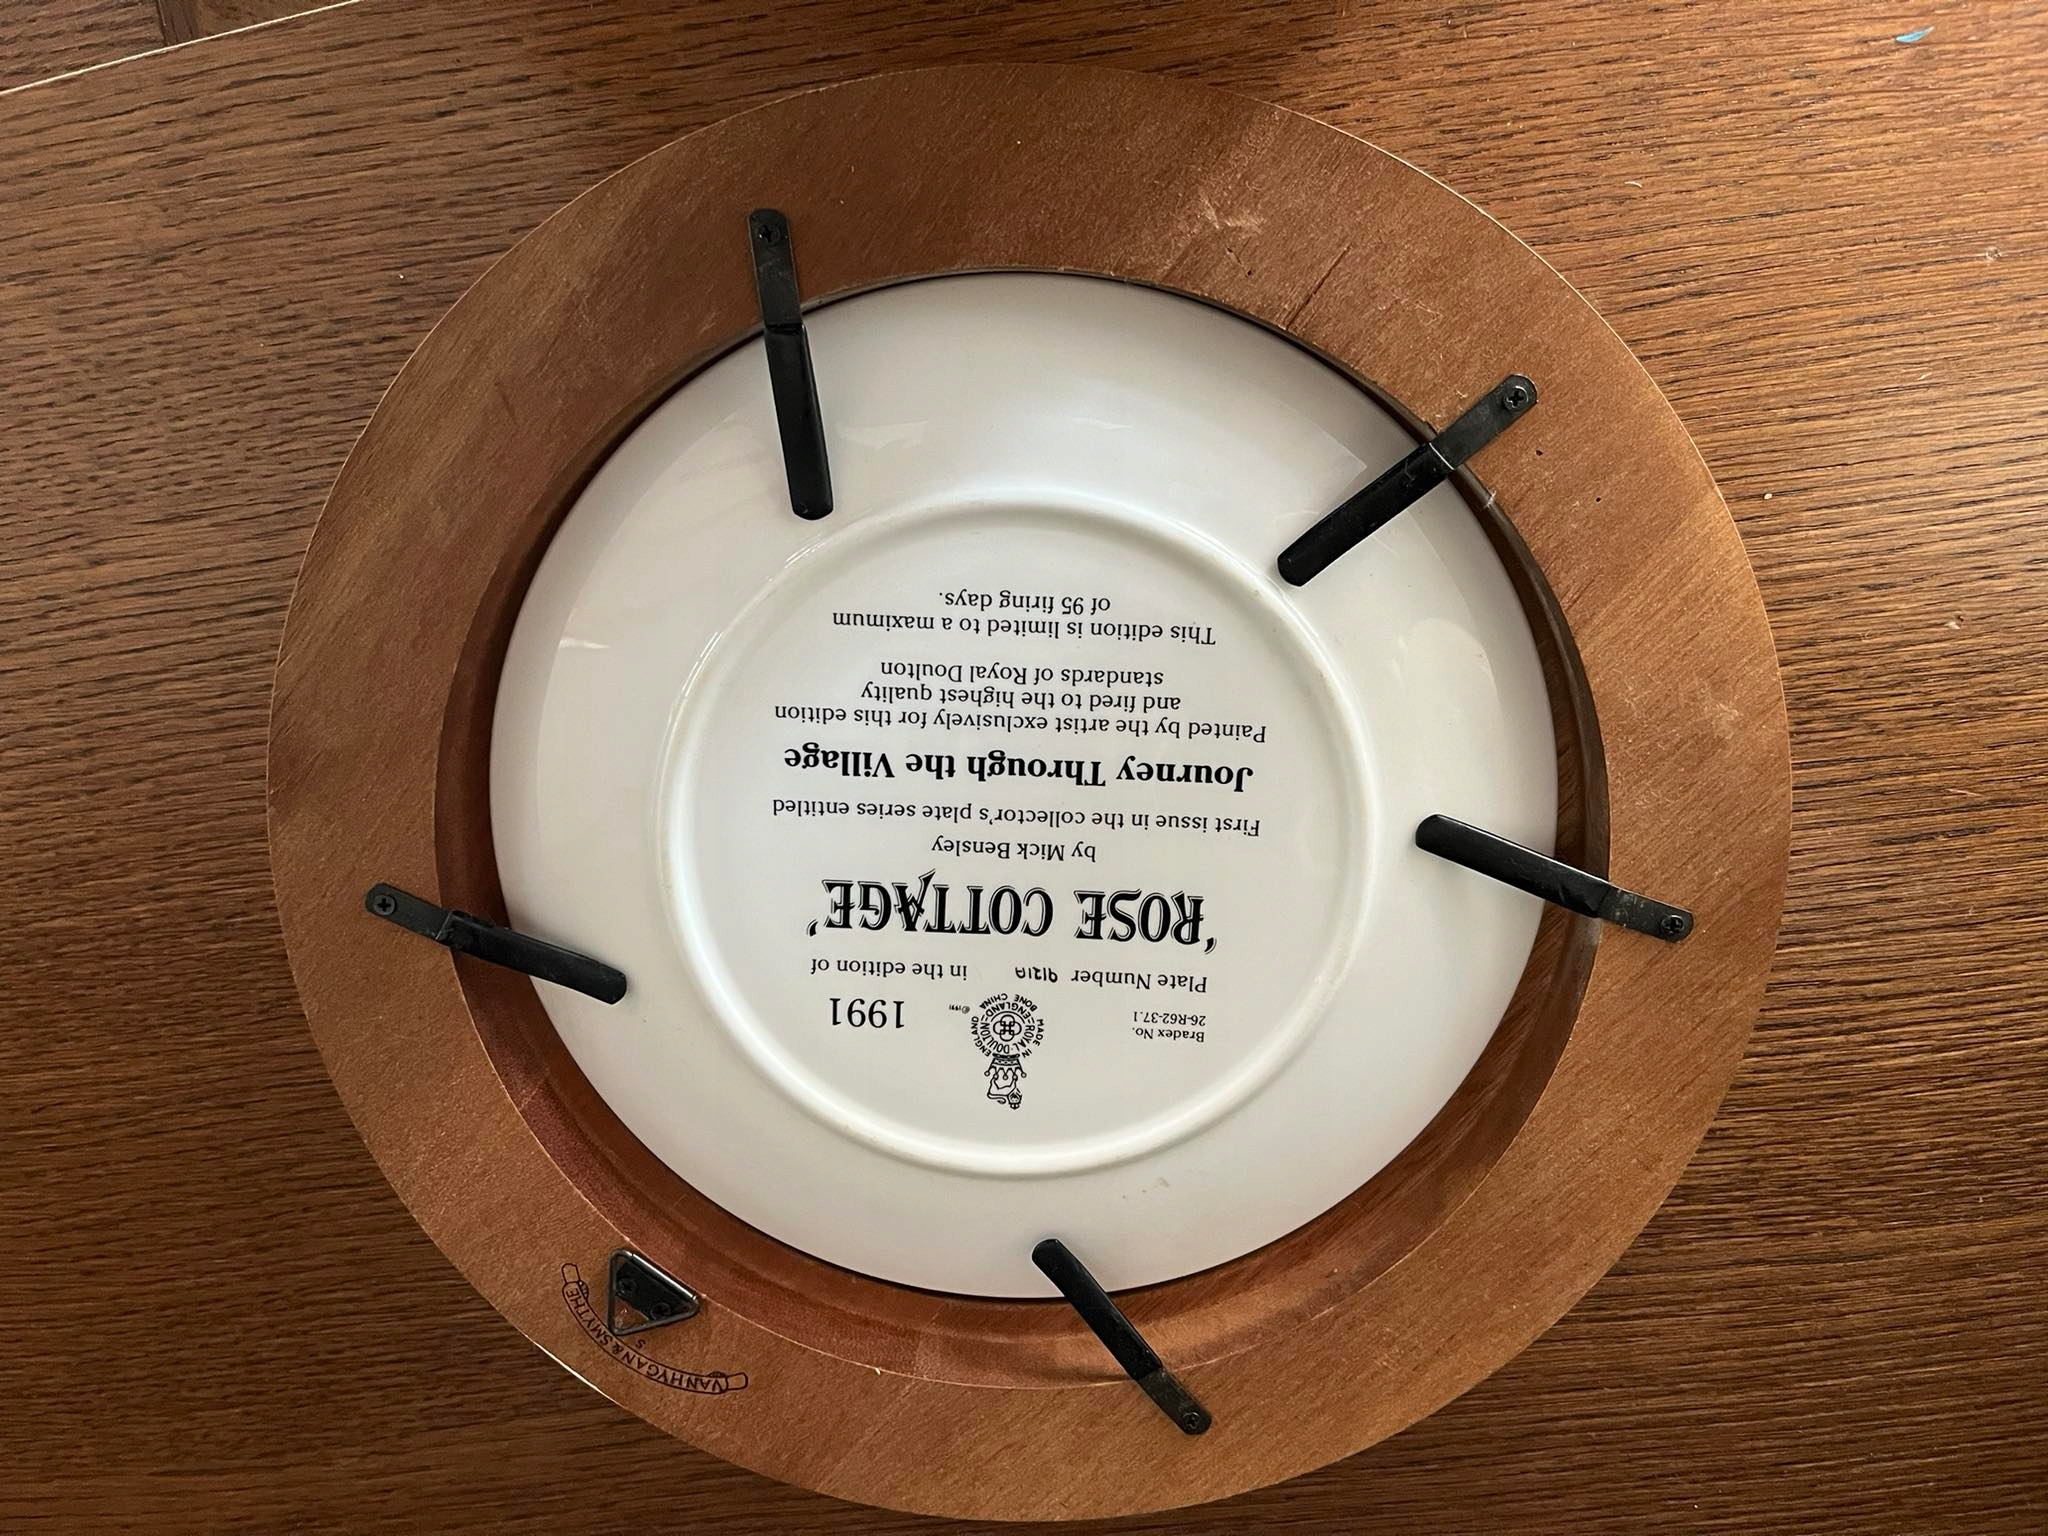 Bradex No.
26-R62-37.1
ENGLAND
MADE IN
ROYAL·DOULTON
ENGLAND
BONE CHINA
©1991
1991
Plate Number 9121A in the edition of
'ROSE COTTAGE'
by Mick Bensley
First issue in the collector's plate series entitled
Journey Through the Village
Painted by the artist exclusively for this edition
and fired to the highest quality
standards of Royal Doulton
This edition is limited to a maximum
of 95 firing days.
VANHYGAN & SMYTHE
S